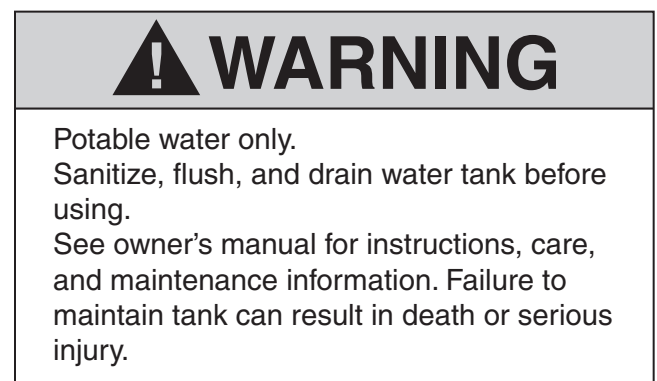 WARNING
Potable water only.
Sanitize, flush, and drain water tank before
using.
See owner's manual for instructions, care,
and maintenance information. Failure to
maintain tank can result in death or serious
injury.